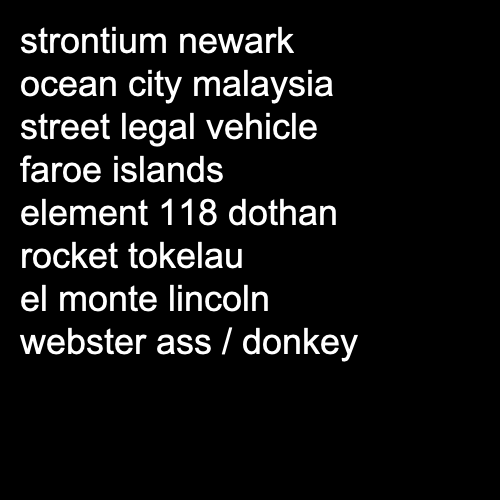 strontium newark
ocean city malaysia
street legal vehicle
faroe islands
element 118 dothan
rocket tokelau
el monte lincoln
webster ass / donkey